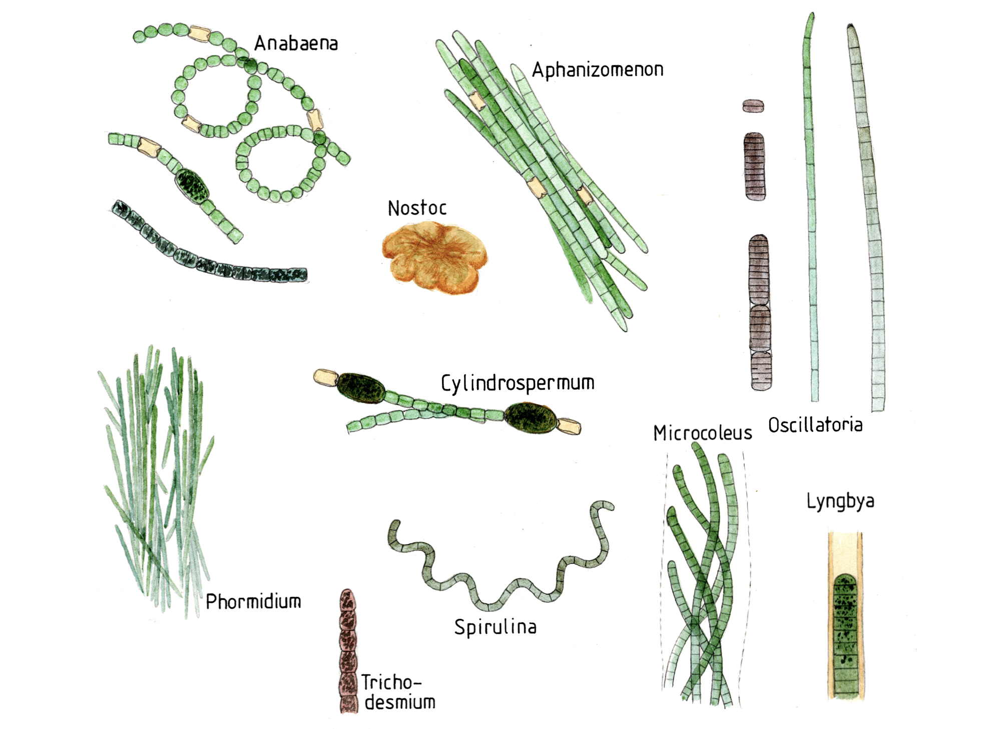 Anabaena
Aphanizomenon
Nostoc
Cylindrospermum
Oscillatoria
Microcoleus
Lyngbya
Phormidium
Spirulina
Tricho-
desmium